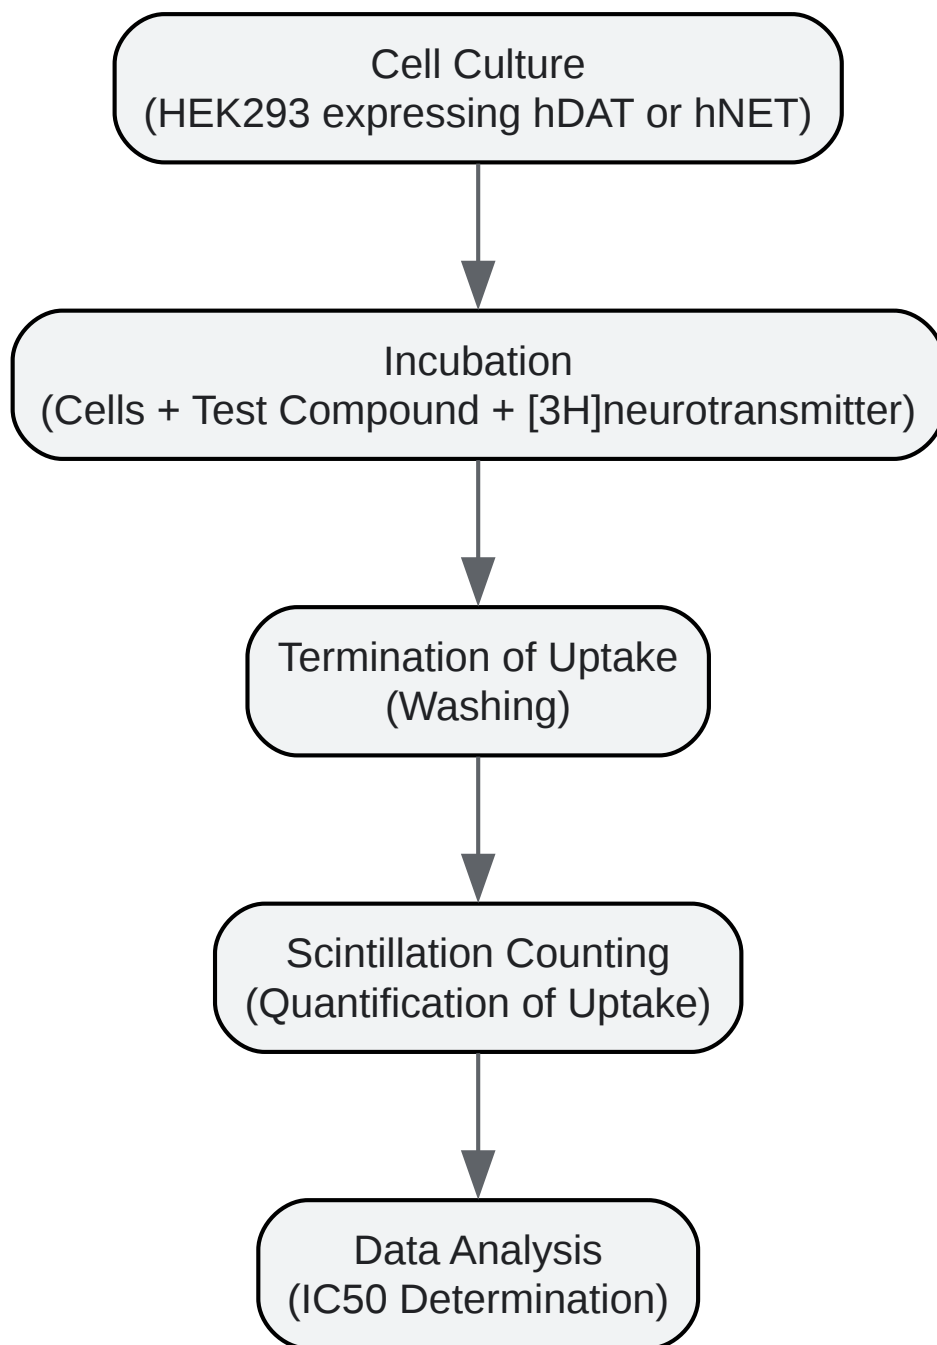 Cell Culture
(HEK293 expressing hDAT or hNET)
Incubation
(Cells + Test Compound + [3H]neurotransmitter)
Termination of Uptake
(Washing)
Scintillation Counting
(Quantification of Uptake)
Data Analysis
(IC50 Determination)